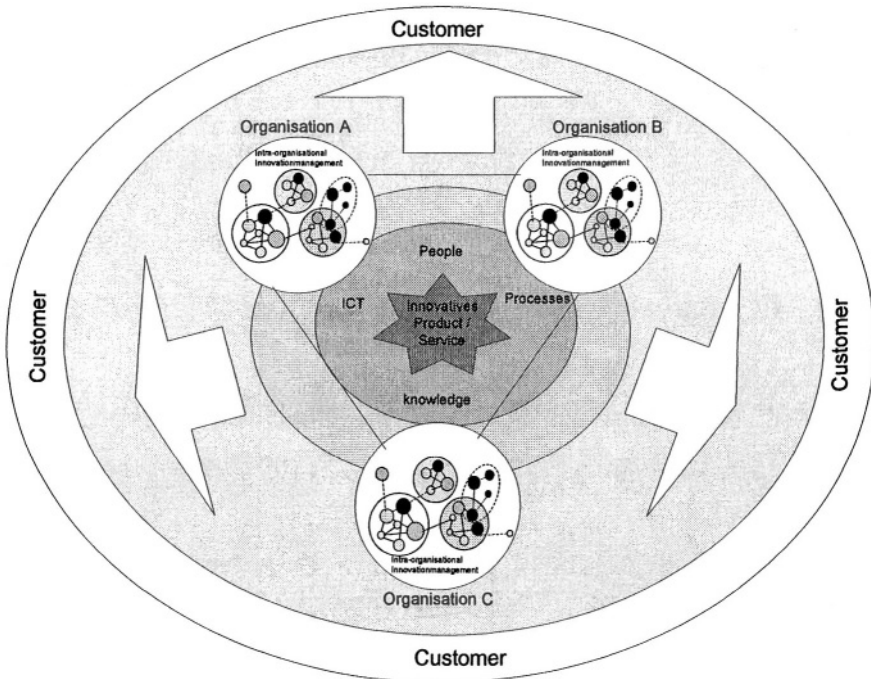 Customer
Organisation A
Organisation B
Intra-organisational
Innovationmanagement
Intra-organisational
Innovationmanagement
People
ICT
Processes
Innovatives
Product /
Service
Customer
Customer
knowledge
Intra-organisational
Innovationmanagement
Organisation C
Customer